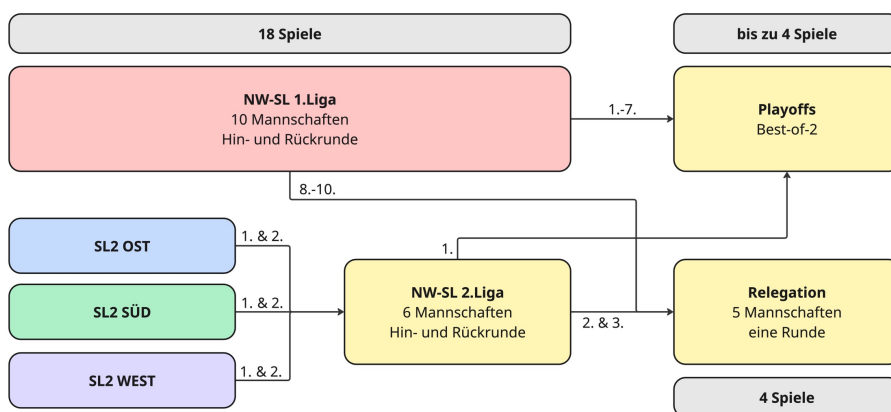 18 Spiele
bis zu 4 Spiele
NW-SL 1.Liga
10 Mannschaften
Hin- und Rückrunde
1.-7.
Playoffs
Best-of-2
8.-10.
SL2 OST
1. & 2.
1.
SL2 SÜD
1. & 2.
NW-SL 2.Liga
6 Mannschaften
Hin- und Rückrunde
2. & 3.
Relegation
5 Mannschaften
eine Runde
SL2 WEST
1. & 2.
4 Spiele